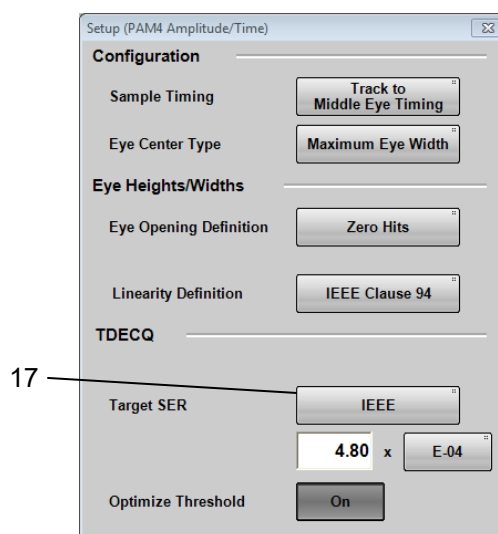 Setup (PAM4 Amplitude/Time)
Configuration
Sample Timing
Track to
Middle Eye Timing
Eye Center Type
Maximum Eye Width
Eye Heights/Widths
Eye Opening Definition
Zero Hits
Linearity Definition
IEEE Clause 94
TDECQ
17
Target SER
IEEE
4.80 x E-04
Optimize Threshold
On